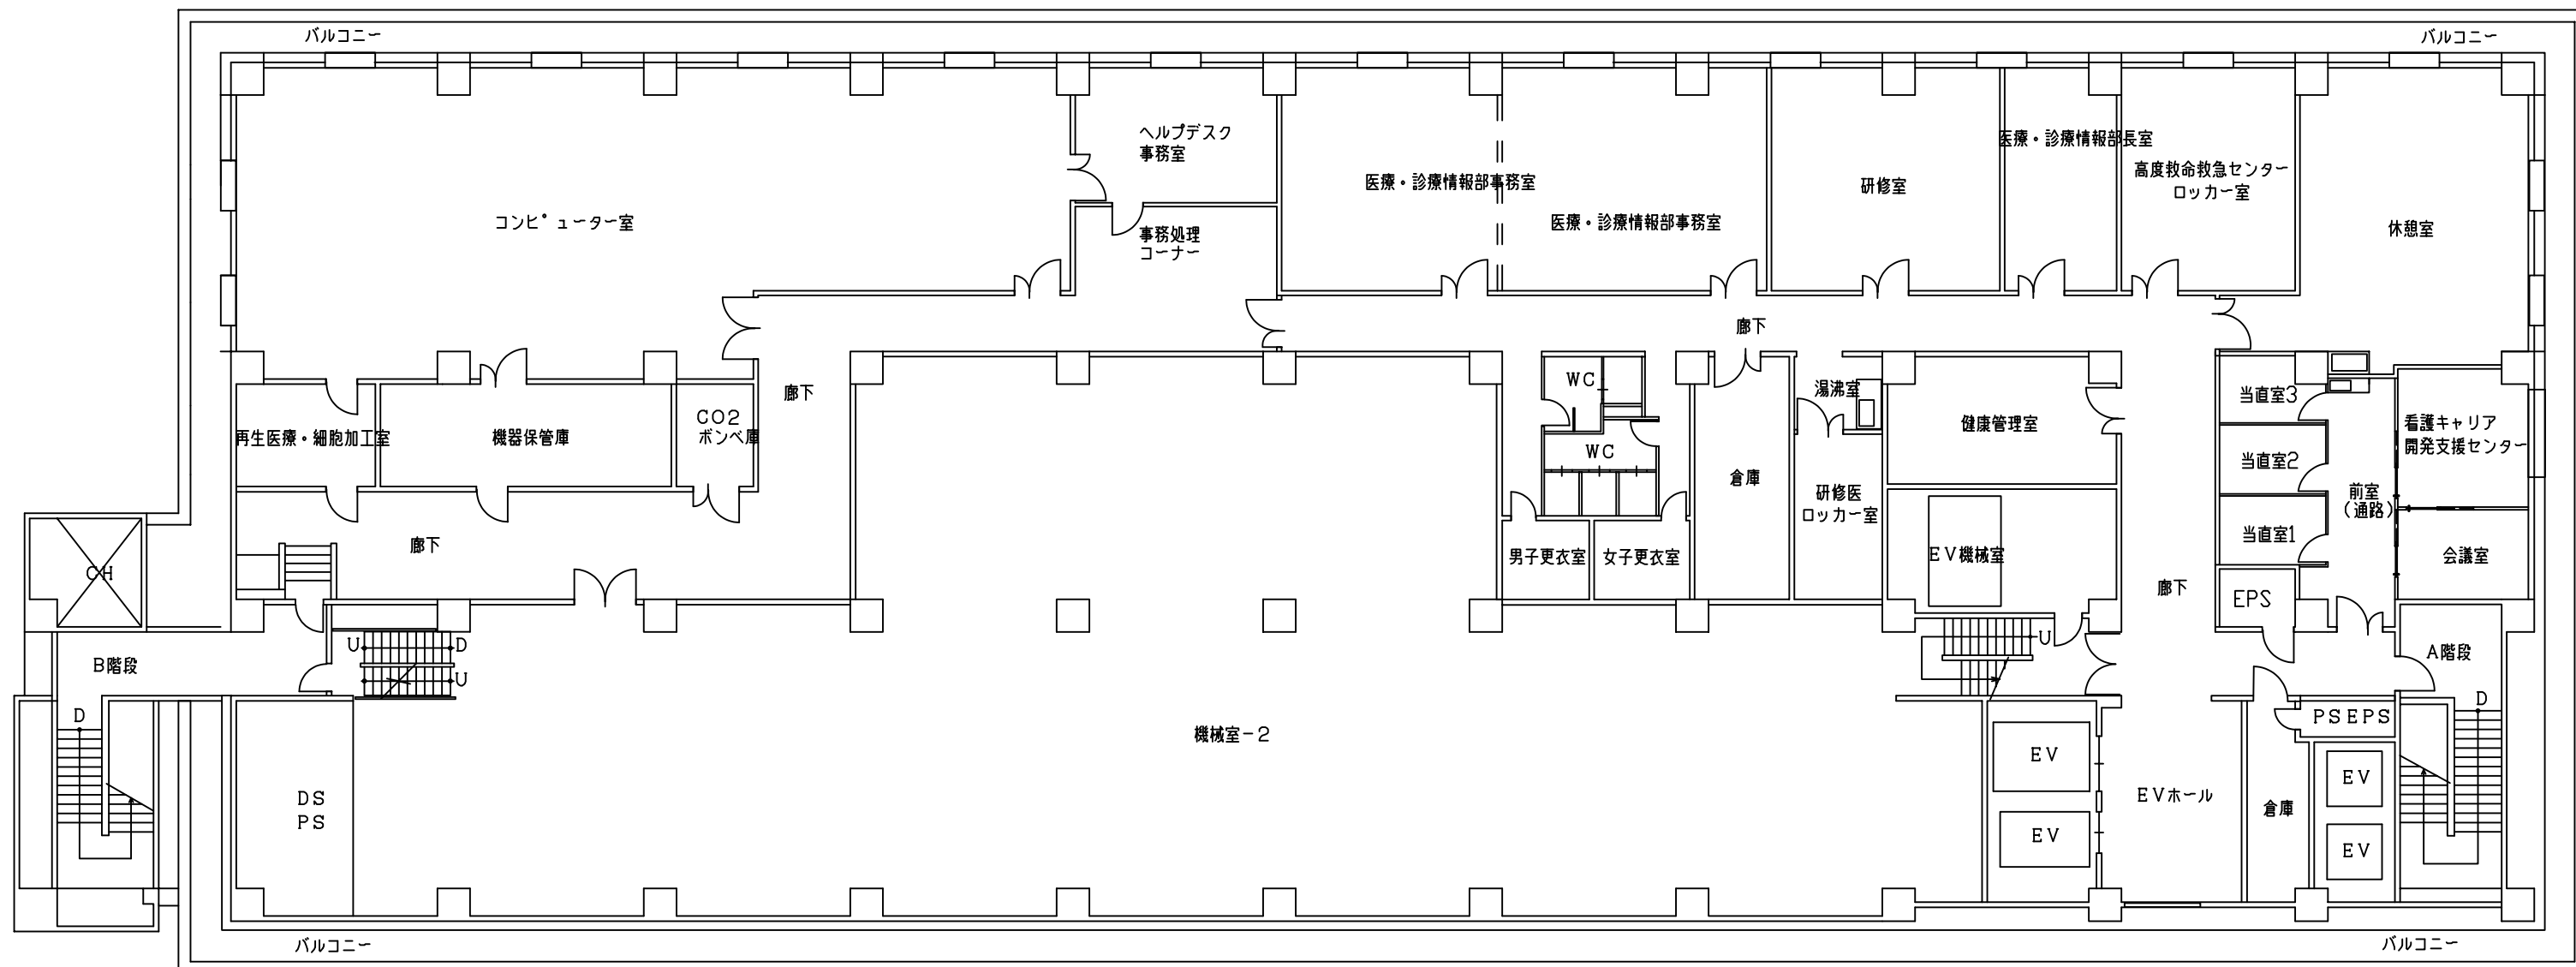 バルコニー
バルコニー
ヘルプデスク
事務室
医療・診療情報部長室
高度救命救急センター
ロッカー室
医療・診療情報部事務室
研修室
コンピューター室
医療・診療情報部事務室
休憩室
事務処理
コーナー
廊下
廊下
WC
湯沸室
当直室3
CO2
ボンベ庫
再生医療・細胞加工室
機器保管庫
健康管理室
看護キャリア
開発支援センター
WC
倉庫
当直室2
研修医
ロッカー室
前室
(通路)
当直室1
廊下
男子更衣室
女子更衣室
EV機械室
会議室
CH
廊下
EPS
U
D
U
B階段
A階段
U
D
D
PS EPS
機械室-2
EV
EV
DS
PS
EVホール
倉庫
EV
EV
バルコニー
バルコニー